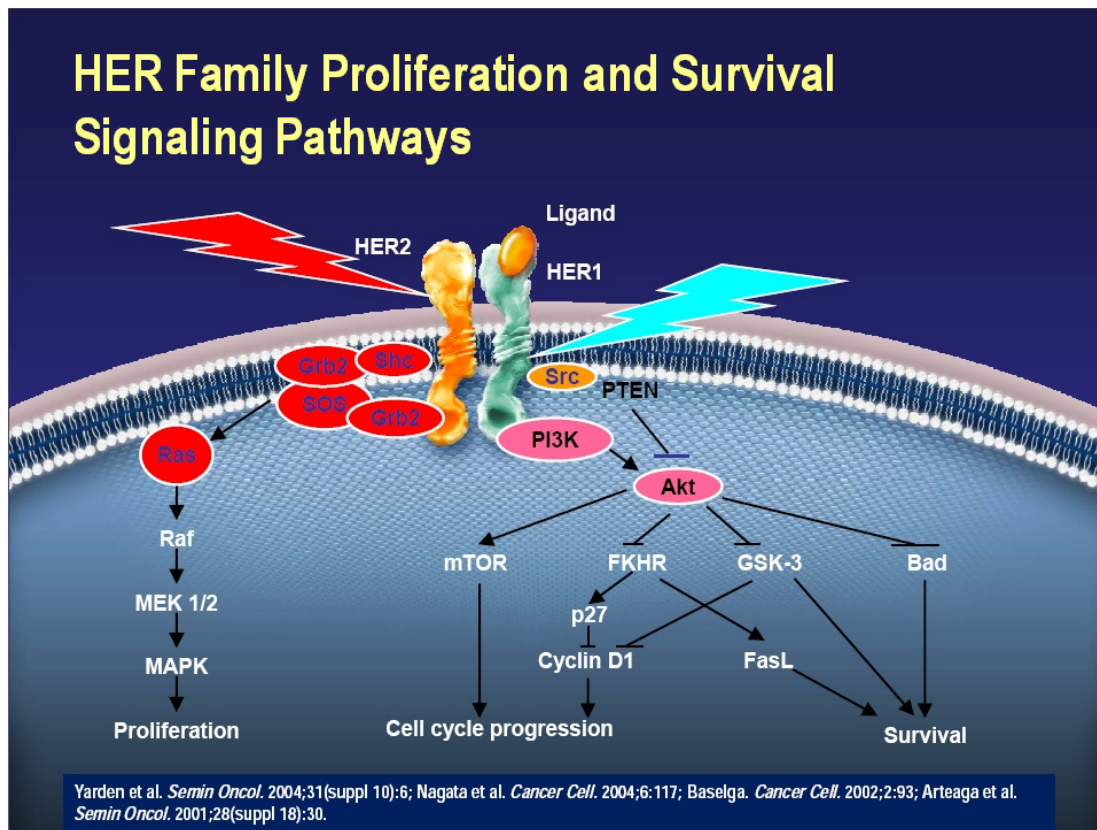 HER Family Proliferation and Survival
Signaling Pathways
Ligand
HER2
HER1
Grb2
Shc
Src
PTEN
SOS
Grb2
PI3K
Ras
Akt
Raf
mTOR
FKHR
GSK-3
Bad
MEK 1/2
p27
MAPK
Cyclin D1
FasL
Proliferation
Cell cycle progression
Survival
Yarden et al. Semin Oncol. 2004;31(suppl 10):6; Nagata et al. Cancer Cell. 2004;6:117; Baselga. Cancer Cell. 2002;2:93; Arteaga et al.
Semin Oncol. 2001;28(suppl 18):30.